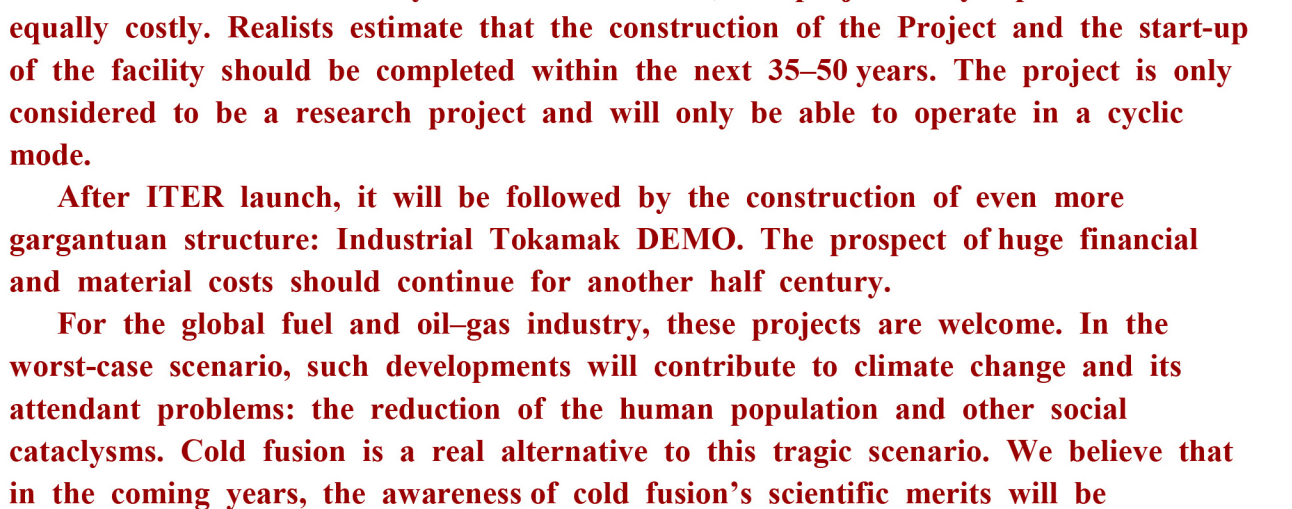 equally costly. Realists estimate that the construction of the Project and the start-up
of the facility should be completed within the next 35–50 years. The project is only
considered to be a research project and will only be able to operate in a cyclic
mode.
After ITER launch, it will be followed by the construction of even more
gargantuan structure: Industrial Tokamak DEMO. The prospect of huge financial
and material costs should continue for another half century.
For the global fuel and oil–gas industry, these projects are welcome. In the
worst-case scenario, such developments will contribute to climate change and its
attendant problems: the reduction of the human population and other social
cataclysms. Cold fusion is a real alternative to this tragic scenario. We believe that
in the coming years, the awareness of cold fusion’s scientific merits will be